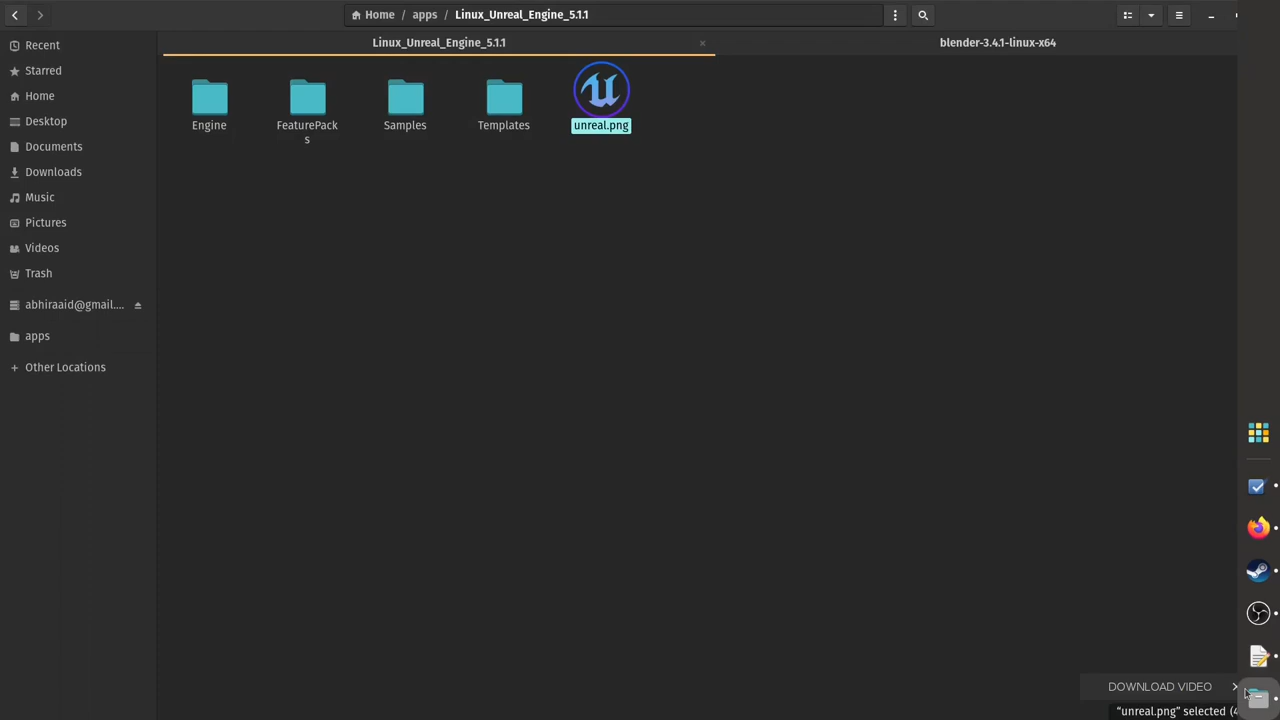 Home / apps / Linux_Unreal_Engine_5.1.1
Linux_Unreal_Engine_5.1.1
blender-3.4.1-linux-x64
Recent
Starred
Home
Desktop
Documents
Downloads
Music
Pictures
Videos
Trash
abhiraaid@gmail....
apps
Other Locations
Engine
FeaturePack
s
Samples
Templates
unreal.png
DOWNLOAD VIDEO
“unreal.png” selected